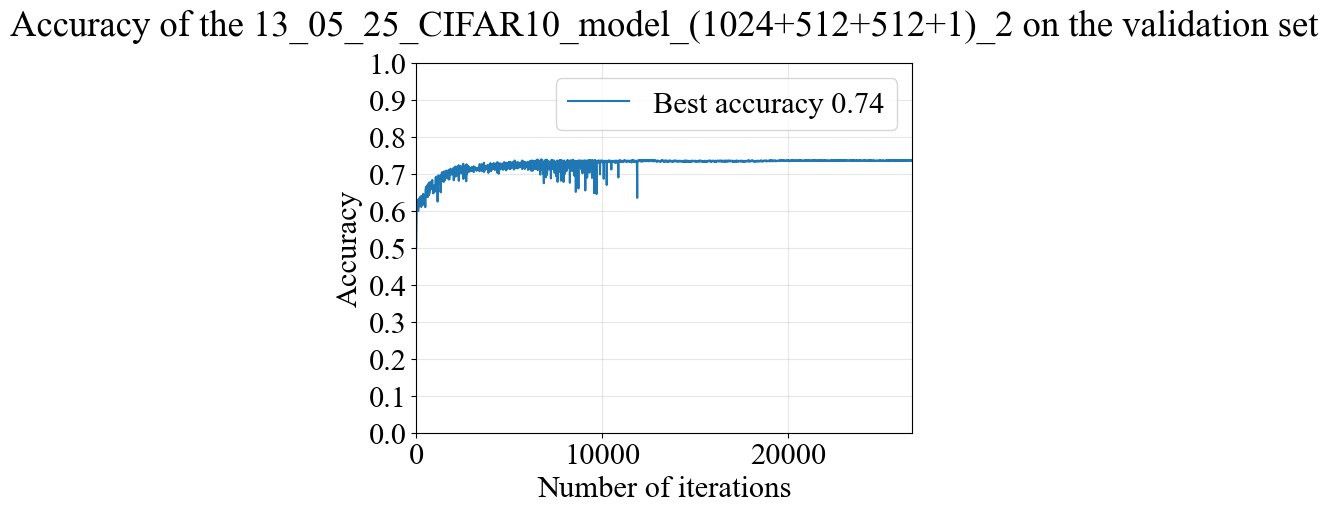 Accuracy of the 13_05_25_CIFAR10_model_(1024+512+512+1)_2 on the validation set
1.0
0.9
0.8
0.7
0.6
0.5
0.4
0.3
0.2
0.1
0.0
Accuracy
Best accuracy 0.74
0 10000 20000
Number of iterations